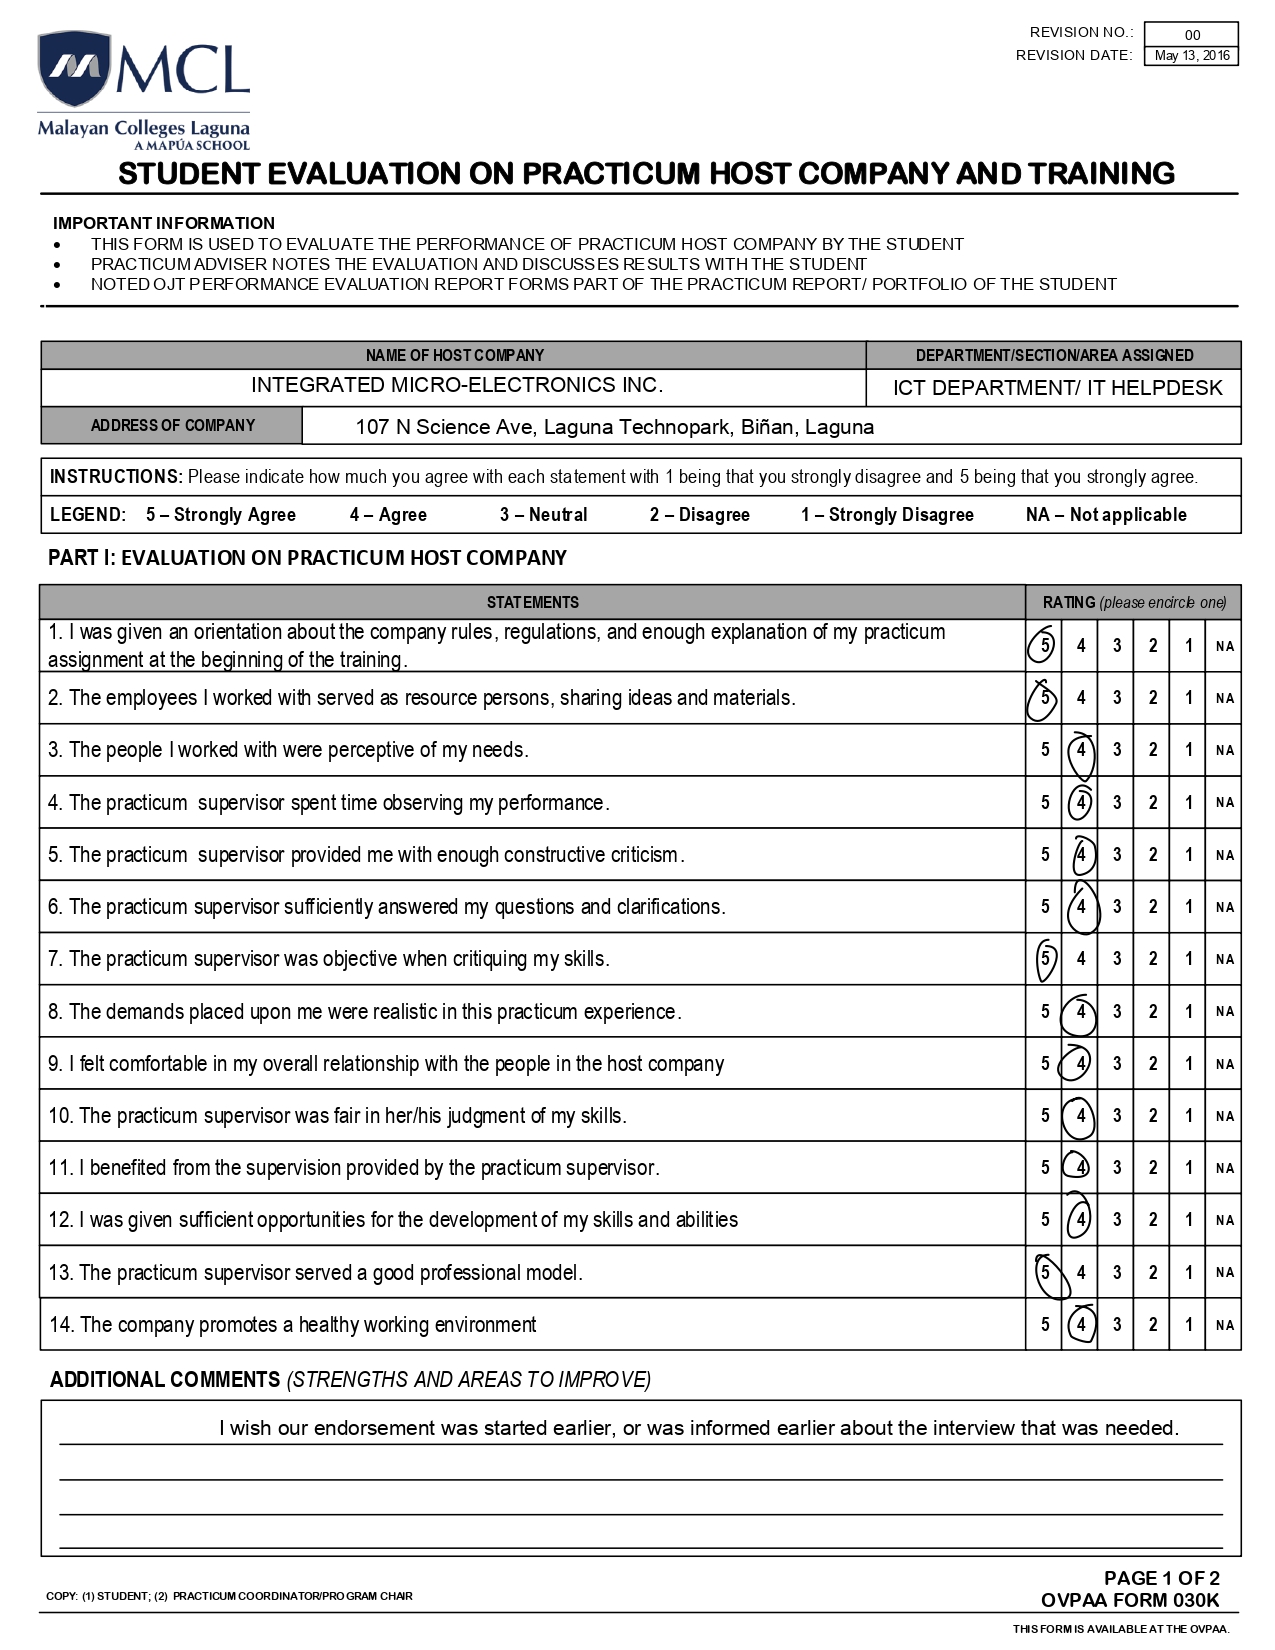 REVISION NO.: 00
REVISION DATE: May 13, 2016
MCL
Malayan Colleges Laguna
A MAPÚA SCHOOL
STUDENT EVALUATION ON PRACTICUM HOST COMPANY AND TRAINING
IMPORTANT INFORMATION
• THIS FORM IS USED TO EVALUATE THE PERFORMANCE OF PRACTICUM HOST COMPANY BY THE STUDENT
• PRACTICUM ADVISER NOTES THE EVALUATION AND DISCUSSES RESULTS WITH THE STUDENT
• NOTED OJT PERFORMANCE EVALUATION REPORT FORMS PART OF THE PRACTICUM REPORT/ PORTFOLIO OF THE STUDENT
NAME OF HOST COMPANY DEPARTMENT/SECTION/AREA ASSIGNED
INTEGRATED MICRO-ELECTRONICS INC. ICT DEPARTMENT/ IT HELPDESK
ADDRESS OF COMPANY 107 N Science Ave, Laguna Technopark, Biñan, Laguna
INSTRUCTIONS: Please indicate how much you agree with each statement with 1 being that you strongly disagree and 5 being that you strongly agree.
LEGEND: 5 – Strongly Agree 4 – Agree 3 – Neutral 2 – Disagree 1 – Strongly Disagree NA – Not applicable
PART I: EVALUATION ON PRACTICUM HOST COMPANY
STATEMENTS RATING (please encircle one)
1. I was given an orientation about the company rules, regulations, and enough explanation of my practicum
assignment at the beginning of the training. 5 4 3 2 1 NA
2. The employees I worked with served as resource persons, sharing ideas and materials. 5 4 3 2 1 NA
3. The people I worked with were perceptive of my needs. 5 4 3 2 1 NA
4. The practicum supervisor spent time observing my performance. 5 4 3 2 1 NA
5. The practicum supervisor provided me with enough constructive criticism. 5 4 3 2 1 NA
6. The practicum supervisor sufficiently answered my questions and clarifications. 5 4 3 2 1 NA
7. The practicum supervisor was objective when critiquing my skills. 5 4 3 2 1 NA
8. The demands placed upon me were realistic in this practicum experience. 5 4 3 2 1 NA
9. I felt comfortable in my overall relationship with the people in the host company 5 4 3 2 1 NA
10. The practicum supervisor was fair in her/his judgment of my skills. 5 4 3 2 1 NA
11. I benefited from the supervision provided by the practicum supervisor. 5 4 3 2 1 NA
12. I was given sufficient opportunities for the development of my skills and abilities 5 4 3 2 1 NA
13. The practicum supervisor served a good professional model. 5 4 3 2 1 NA
14. The company promotes a healthy working environment 5 4 3 2 1 NA
ADDITIONAL COMMENTS (STRENGTHS AND AREAS TO IMPROVE)
I wish our endorsement was started earlier, or was informed earlier about the interview that was needed.
PAGE 1 OF 2
COPY: (1) STUDENT; (2) PRACTICUM COORDINATOR/PROGRAM CHAIR
OVPAA FORM 030K
THIS FORM IS AVAILABLE AT THE OVPAA.